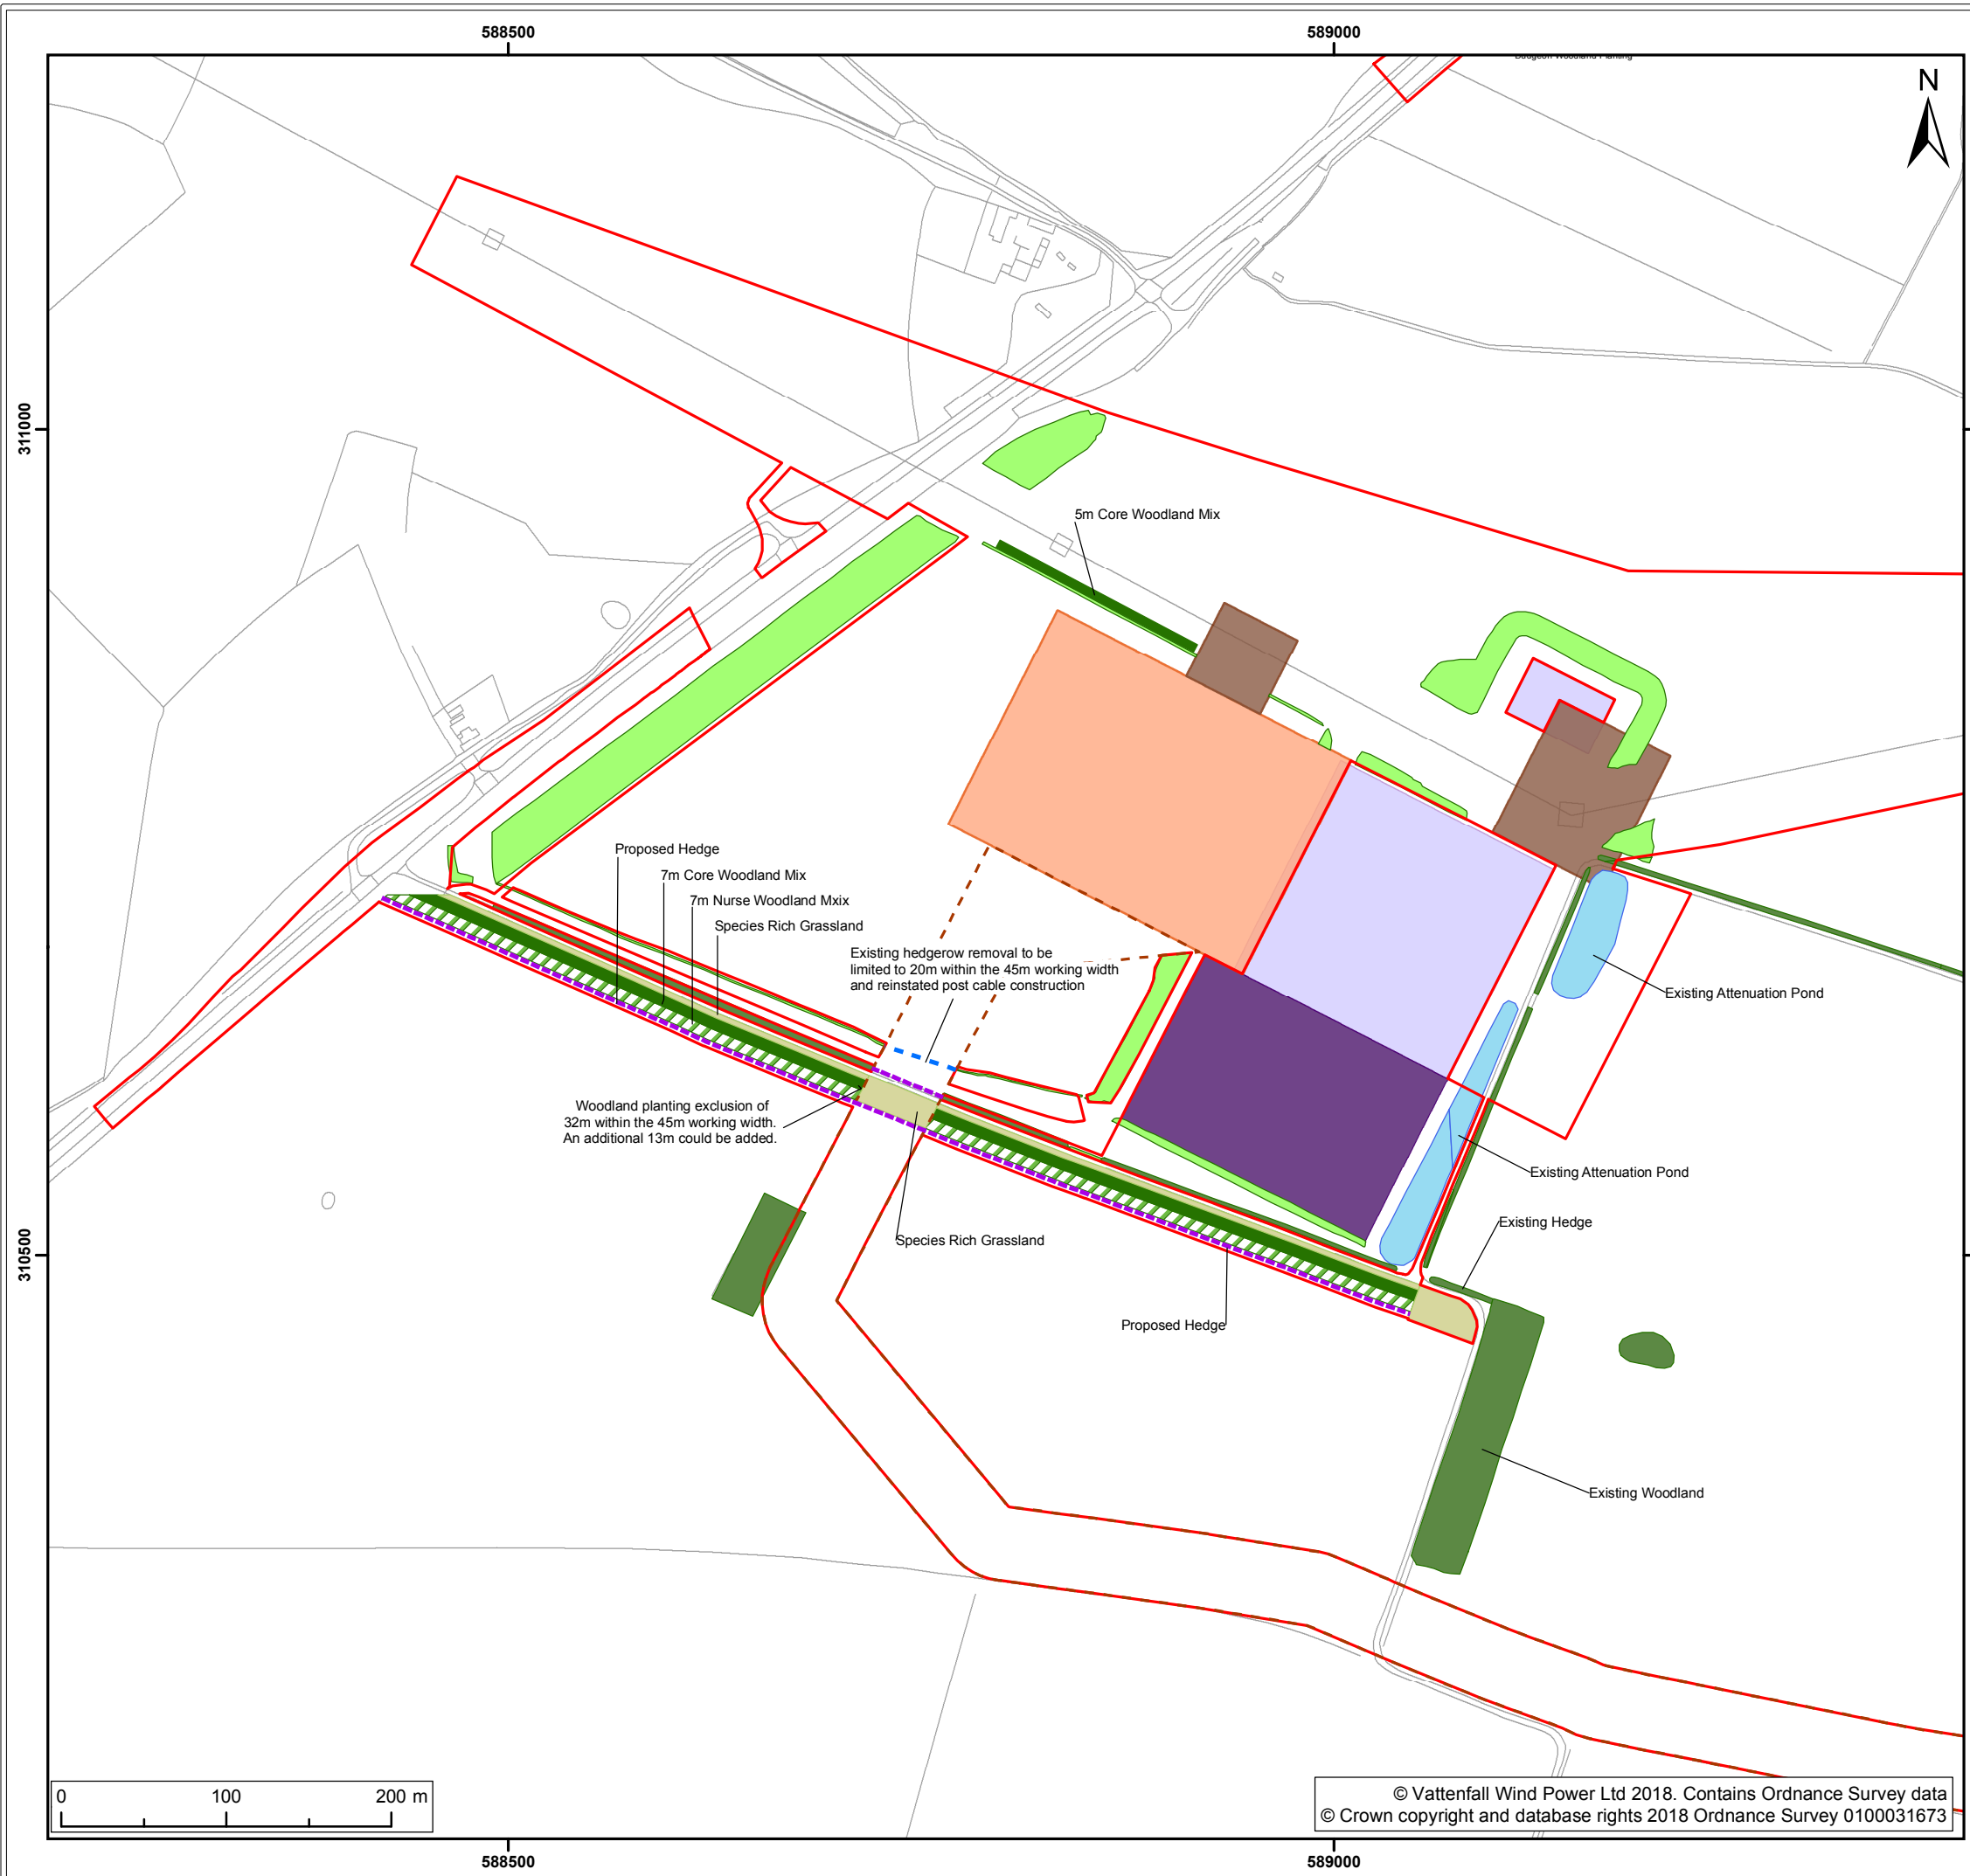 588500
589000
Dudgeon Woodland Planting
N
311000
5m Core Woodland Mix
Proposed Hedge
7m Core Woodland Mix
7m Nurse Woodland Mxix
Species Rich Grassland
Existing hedgerow removal to be
limited to 20m within the 45m working width
and reinstated post cable construction
Existing Attenuation Pond
Woodland planting exclusion of
32m within the 45m working width.
An additional 13m could be added.
Existing Attenuation Pond
Existing Hedge
Species Rich Grassland
310500
Proposed Hedge
Existing Woodland
0 100 200 m
© Vattenfall Wind Power Ltd 2018. Contains Ordnance Survey data
© Crown copyright and database rights 2018 Ordnance Survey 0100031673
588500
589000